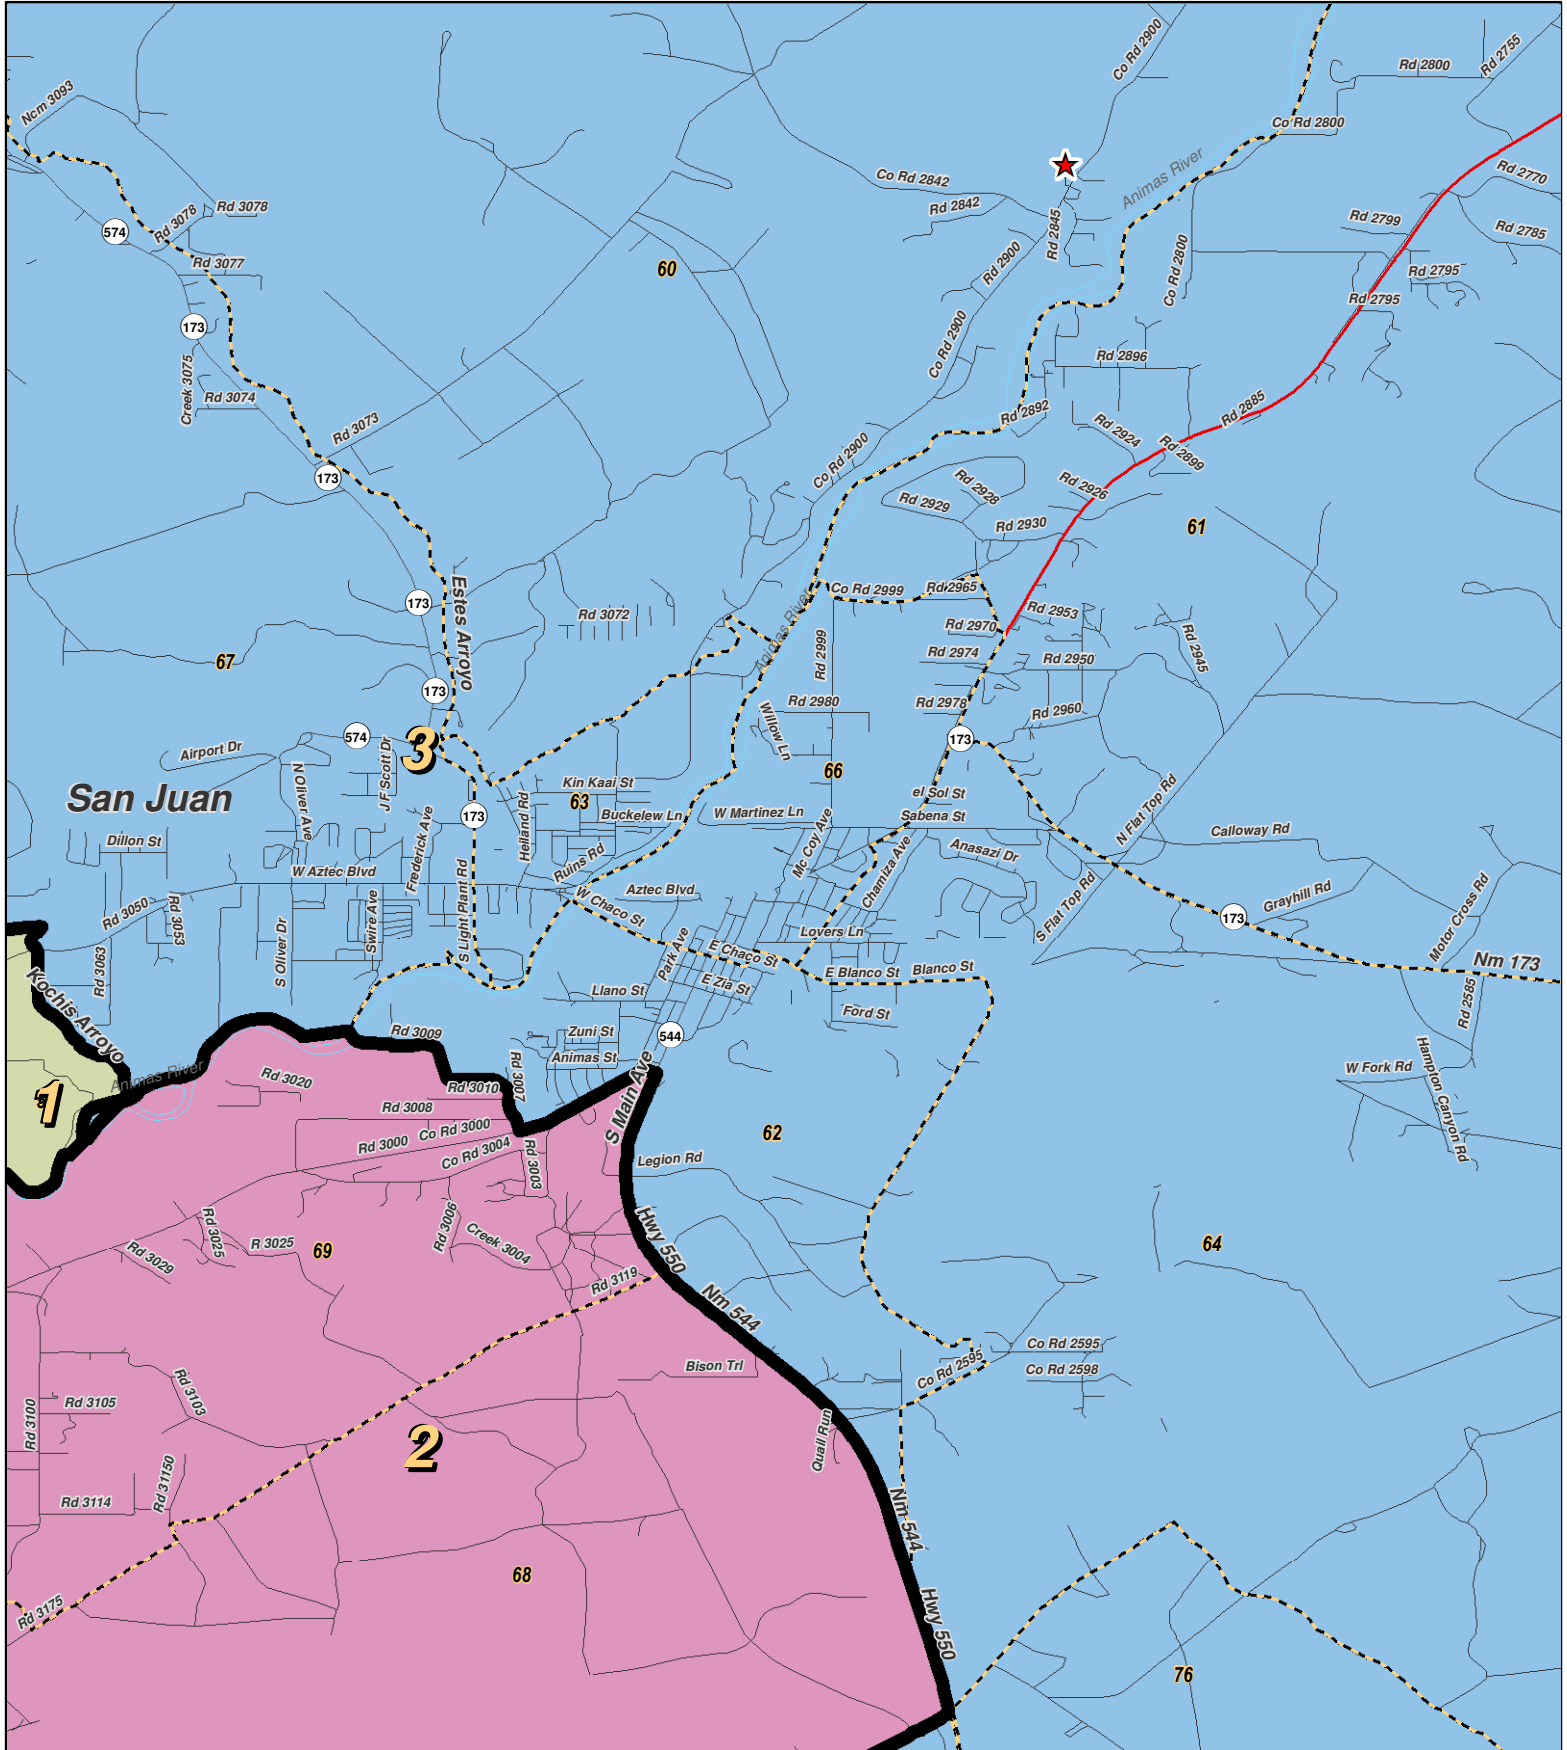 Co Rd 2900
Rd 2755
Rd 2800
Ncm 3093
Co Rd 2800
Animas River
Co Rd 2842
Rd 2770
Rd 2842
Rd 3078
Rd 3078
574
Rd 2845
Rd 2799
Rd 2785
Rd 2900
Rd 3077
60
Co Rd 2800
Rd 2795
Rd 2795
173
Co Rd 2900
Creek 3075
Rd 2896
Rd 3074
Rd 2892
Rd 2885
Rd 3073
Rd 2924
Rd 2899
Co Rd 2900
173
Rd 2928
Rd 2926
Rd 2929
Rd 2930
61
Co Rd 2999
Rd 2965
173
Estes Arroyo
Rd 3072
Animas River
Rd 2953
Rd 2970
Rd 2999
Rd 2974
Rd 2950
Rd 2945
67
173
Rd 2980
Rd 2978
Rd 2960
Willow Ln
574
173
Airport Dr
3
J F Scott Dr
N Oliver Ave
66
San Juan
Kin Kaai St
63
el Sol St
173
Heiland Rd
Buckelew Ln
W Martinez Ln
Sabena St
N Flat Top Rd
Calloway Rd
Dillon St
Frederick Ave
Mc Coy Ave
Anasazi Dr
Ruins Rd
W Aztec Blvd
Chamiza Ave
Aztec Blvd
W Chaco St
Grayhill Rd
Motor Cross Rd
Rd 3050
Rd 3053
Swire Ave
S Light Plant Rd
S Flat Top Rd
173
Lovers Ln
S Oliver Dr
Park Ave
E Chaco St
Nm 173
Rd 3063
E Blanco St
Blanco St
E Zia St
Llano St
Rd 2585
Kochis Arroyo
Ford St
Rd 3009
Zuni St
544
Animas St
Hampton Canyon Rd
W Fork Rd
Animas River
Rd 3020
Rd 3007
Rd 3010
S Main Ave
1
Rd 3008
Co Rd 3000
62
Rd 3000
Co Rd 3004
Rd 3003
Legion Rd
Rd 3025
Rd 3006
Hwy 550
R 3025
69
Creek 3004
64
Rd 3029
Rd 3119
Nm 544
Co Rd 2595
Bison Trl
Co Rd 2595
Co Rd 2598
Rd 3103
Rd 3105
Rd 3100
2
Quail Run
Rd 31150
Rd 3114
Nm 544
68
Rd 3175
Hwy 550
76